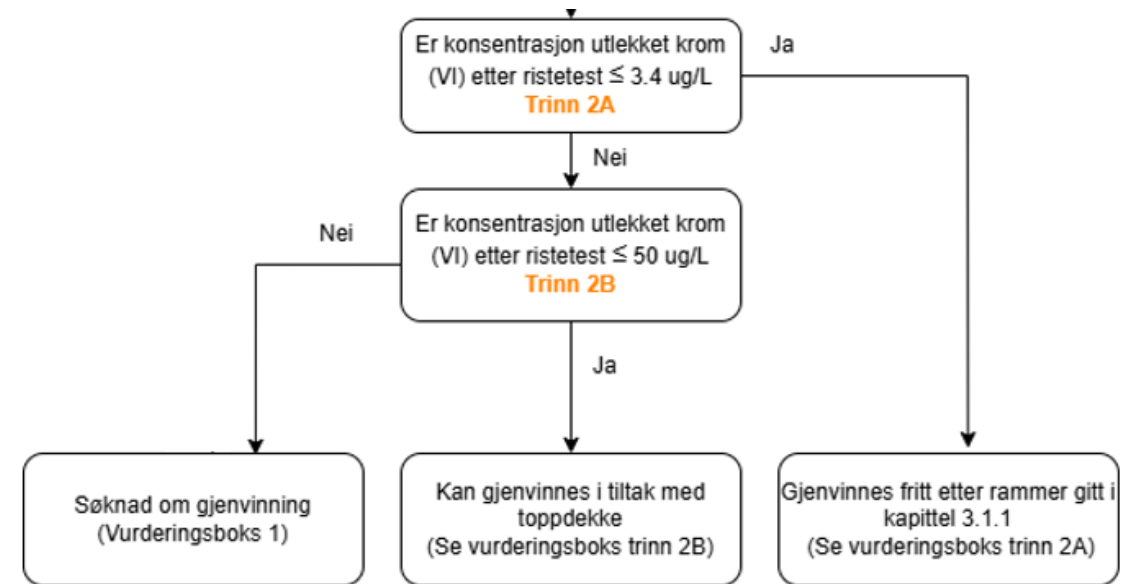 Er konsentrasjon utlekket krom
(VI) etter ristetest ≤ 3.4 ug/L
Trinn 2A
Ja
Nei
Er konsentrasjon utlekket krom
(VI) etter ristetest ≤ 50 ug/L
Trinn 2B
Nei
Ja
Søknad om gjenvinning
(Vurderingsboks 1)
Kan gjenvinnes i tiltak med
toppdekke
(Se vurderingsboks trinn 2B)
Gjenvinnes fritt etter rammer gitt i
kapittel 3.1.1
(Se vurderingsboks trinn 2A)